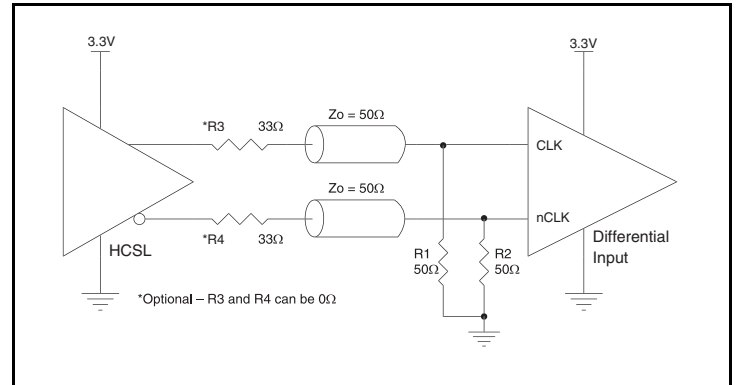 3.3V
3.3V
*R3 33Ω
Zo = 50Ω
CLK
Zo = 50Ω
nCLK
*R4 33Ω
HCSL
R1
50Ω
R2
50Ω
Differential
Input
*Optional – R3 and R4 can be 0Ω